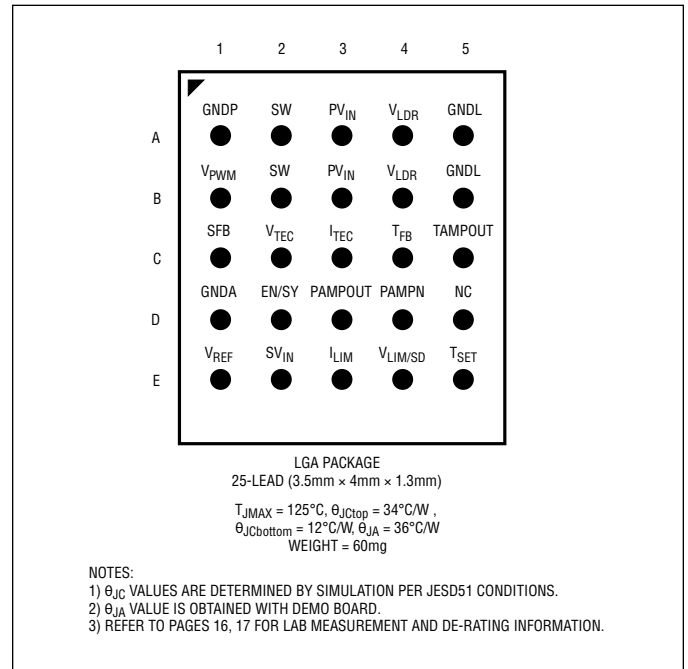 1 2 3 4 5
GNDP SW PVIN VLDR GNDL
A
VPWM SW PVIN VLDR GNDL
B
SFB VTEC ITEC TFB TAMPOUT
C
GNDA EN/SY PAMPOUT PAMPN NC
D
VREF SVIN ILIM VLIM/SD TSET
E
LGA PACKAGE
25-LEAD (3.5mm × 4mm × 1.3mm)
TJMAX = 125°C, θJCtop = 34°C/W ,
θJCbottom = 12°C/W, θJA = 36°C/W
WEIGHT = 60mg
NOTES:
1) θJC VALUES ARE DETERMINED BY SIMULATION PER JESD51 CONDITIONS.
2) θJA VALUE IS OBTAINED WITH DEMO BOARD.
3) REFER TO PAGES 16, 17 FOR LAB MEASUREMENT AND DE-RATING INFORMATION.